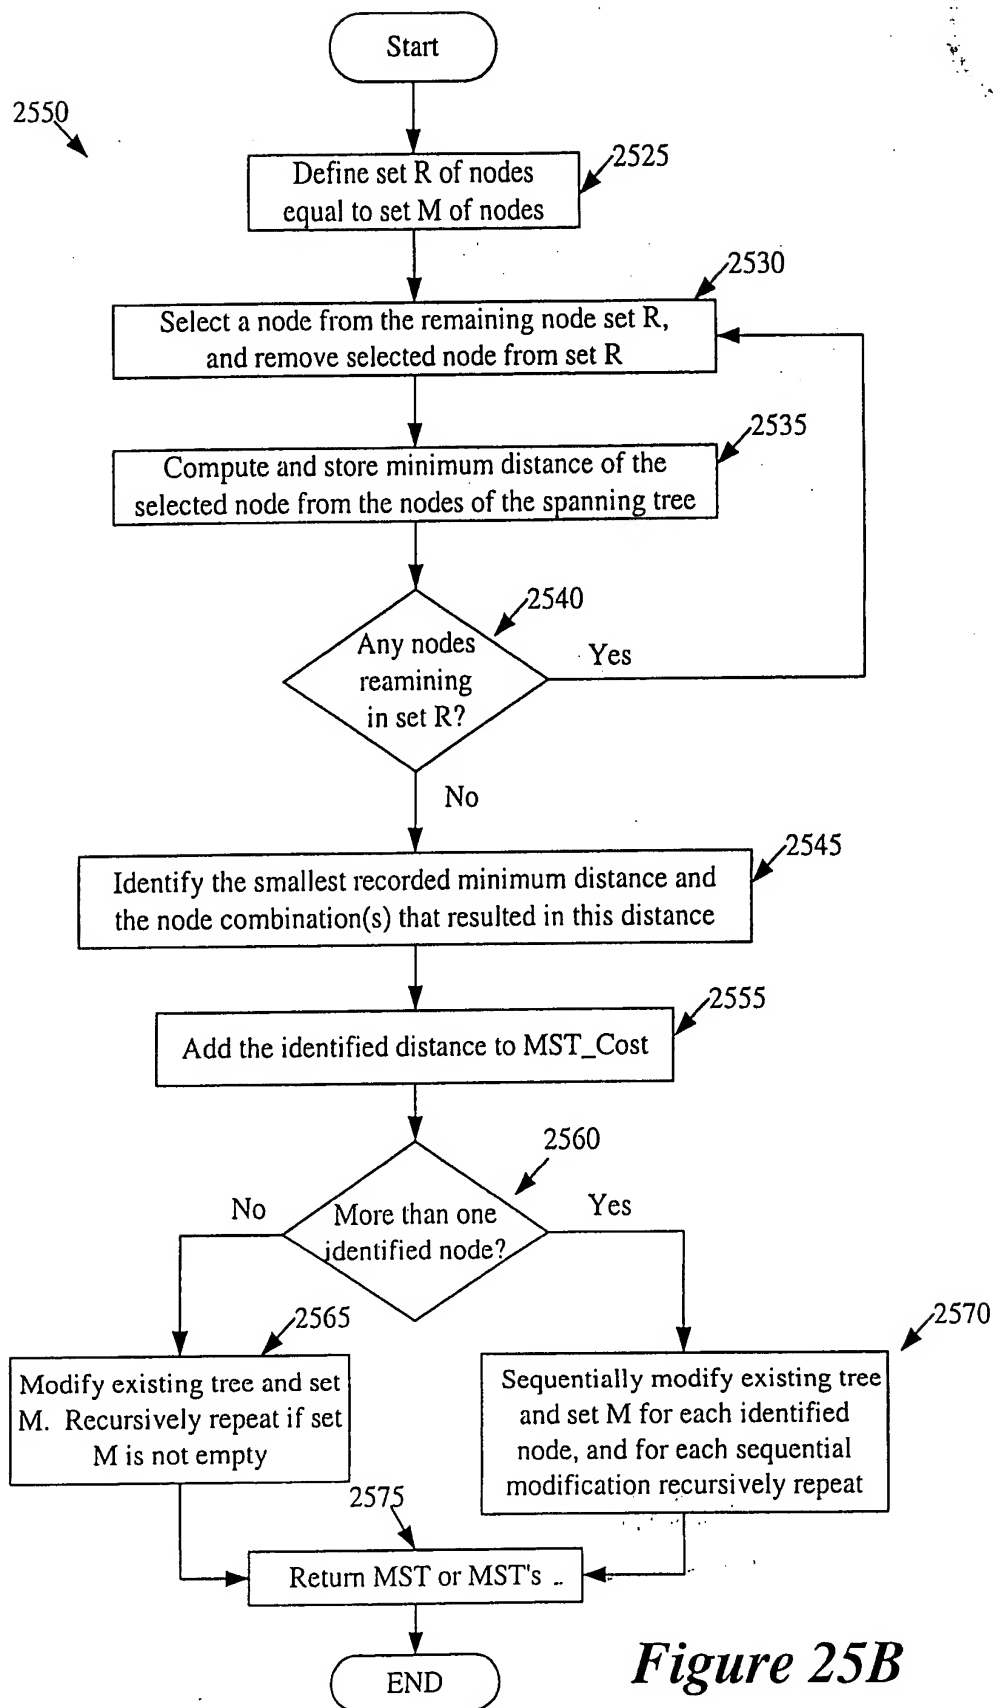 Start
2550
2525
Define set R of nodes
equal to set M of nodes
2530
Select a node from the remaining node set R,
and remove selected node from set R
2535
Compute and store minimum distance of the
selected node from the nodes of the spanning tree
2540
Any nodes
reamining
in set R?
Yes
No
2545
Identify the smallest recorded minimum distance and
the node combination(s) that resulted in this distance
2555
Add the identified distance to MST_Cost
2560
No
More than one
identified node?
Yes
2565
Modify existing tree and set
M. Recursively repeat if set
M is not empty
2570
Sequentially modify existing tree
and set M for each identified
node, and for each sequential
modification recursively repeat
2575
Return MST or MST's
END
Figure 25B